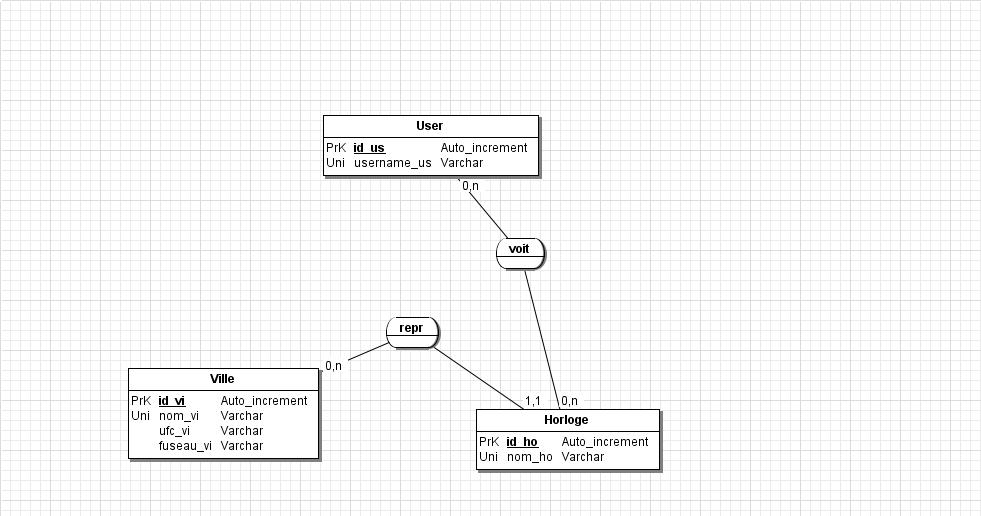 User
PrK id_us Auto_increment
Uni username_us Varchar
0,n
voit
repr
0,n
Ville
PrK id_vi Auto_increment
Uni nom_vi Varchar
ufc_vi Varchar
fuseau_vi Varchar
1,1 0,n
Horloge
PrK id_ho Auto_increment
Uni nom_ho Varchar